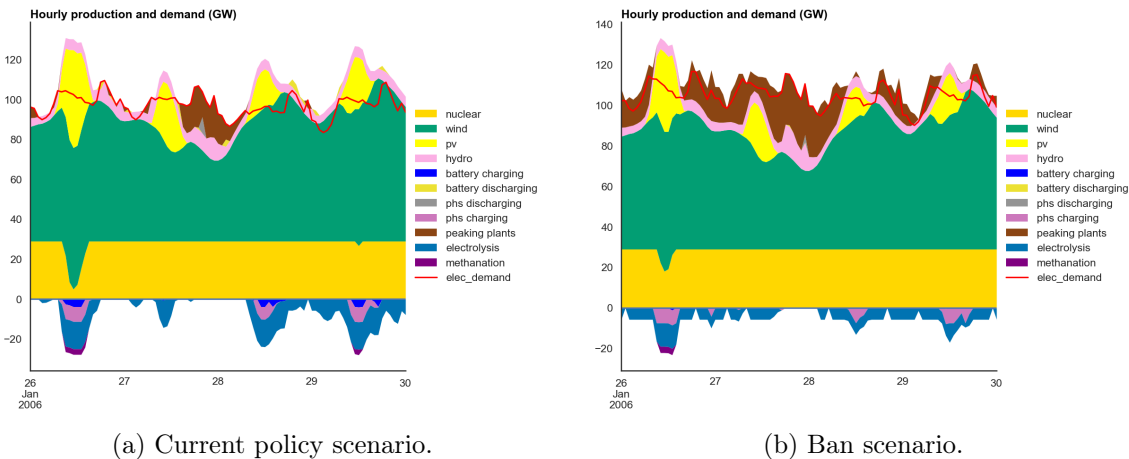 Hourly production and demand (GW)
120
100
80
60
40
20
0
−20
26
Jan
2006
27
28
29
30
nuclear
wind
pv
hydro
battery charging
battery discharging
phs discharging
phs charging
peaking plants
electrolysis
methanation
elec_demand
(a) Current policy scenario.
Hourly production and demand (GW)
140
120
100
80
60
40
20
0
−20
26
Jan
2006
27
28
29
30
nuclear
wind
pv
hydro
battery charging
battery discharging
phs discharging
phs charging
peaking plants
electrolysis
methanation
elec_demand
(b) Ban scenario.